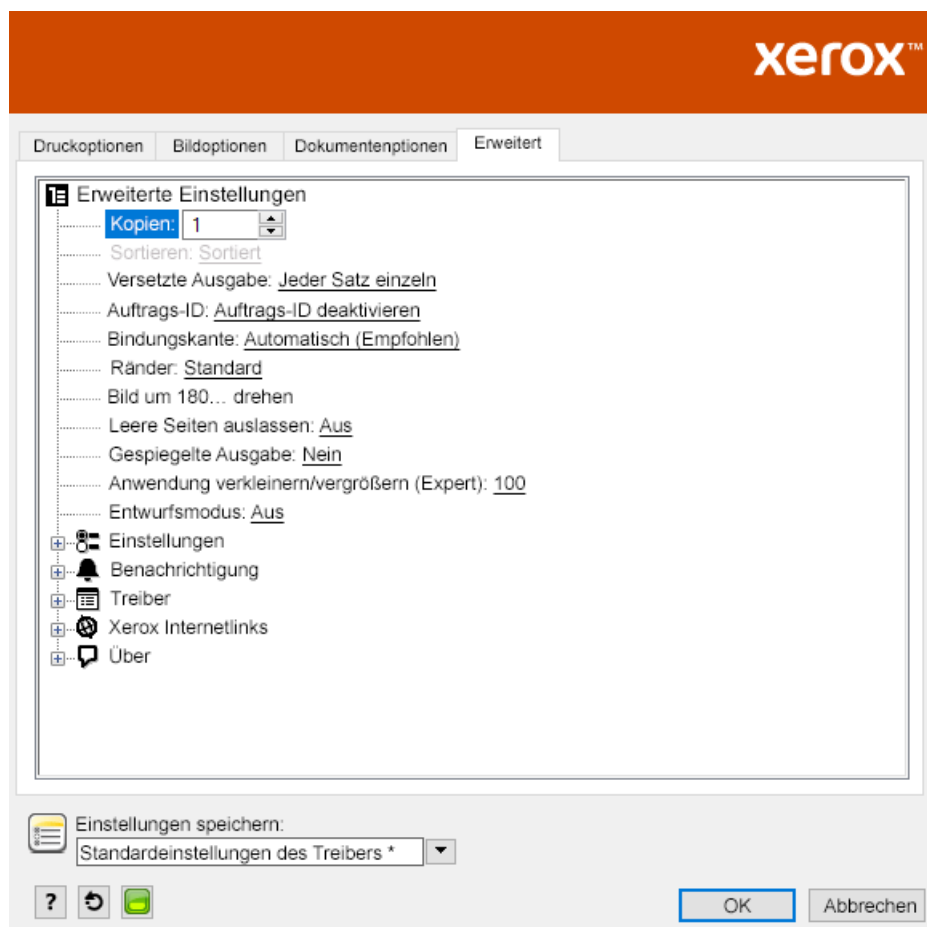 xerox™
Druckoptionen Bildoptionen Dokumentenptionen Erweitert
Erweiterte Einstellungen
Kopien: 1
Sortieren: Sortiert
Versetzte Ausgabe: Jeder Satz einzeln
Auftrags-ID: Auftrags-ID deaktivieren
Bindungskante: Automatisch (Empfohlen)
Ränder: Standard
Bild um 180... drehen
Leere Seiten auslassen: Aus
Gespiegelte Ausgabe: Nein
Anwendung verkleinern/vergrößern (Expert): 100
Entwurfsmodus: Aus
Einstellungen
Benachrichtigung
Treiber
Xerox Internetlinks
Über
Einstellungen speichern:
Standardeinstellungen des Treibers *
? OK Abbrechen